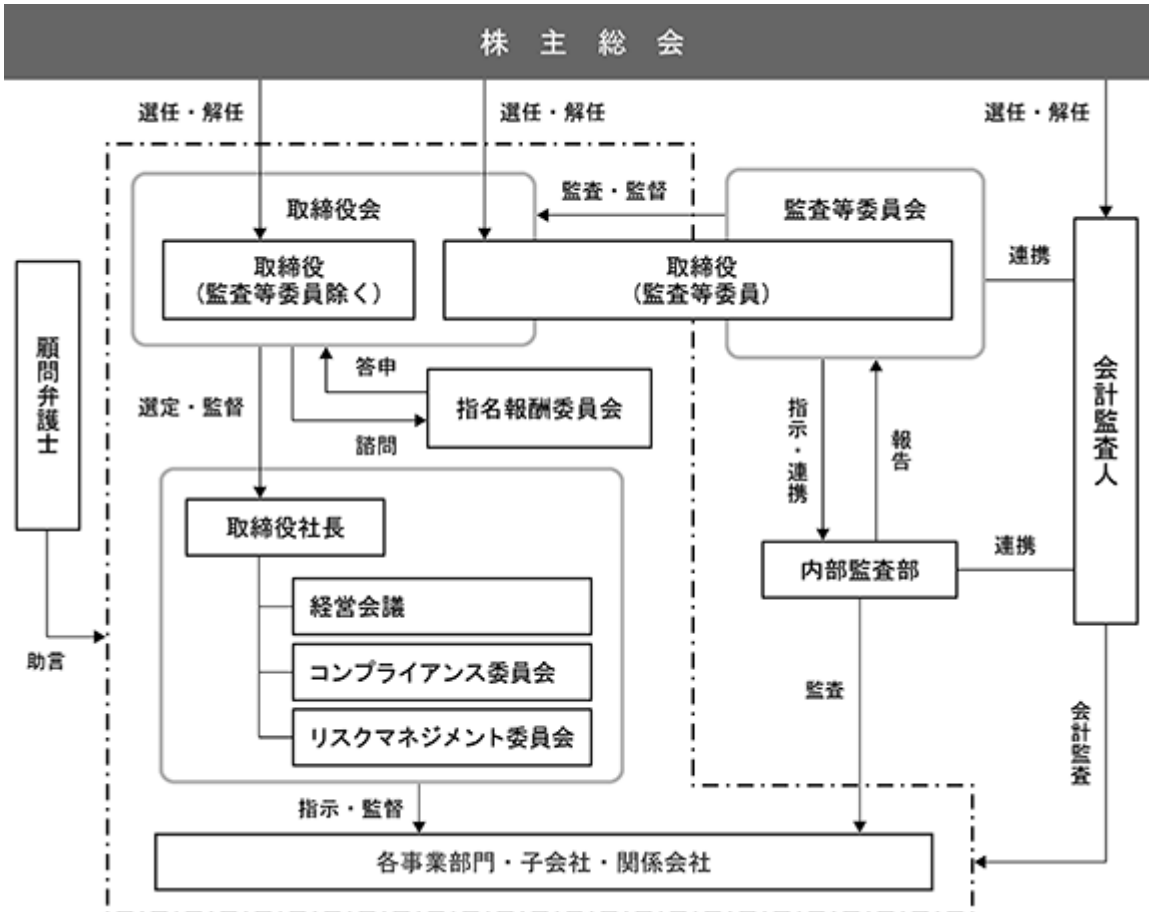 株主総会
選任・解任
選任・解任
選任・解任
取締役会
監査・監督
監査等委員会
取締役
(監査等委員除く)
取締役
(監査等委員)
連携
顧問弁護士
会計監査人
答申
選定・監督
指名報酬委員会
諮問
指示・連携
報告
取締役社長
内部監査部
連携
経営会議
コンプライアンス委員会
リスクマネジメント委員会
助言
監査
会計監査
指示・監督
各事業部門・子会社・関係会社